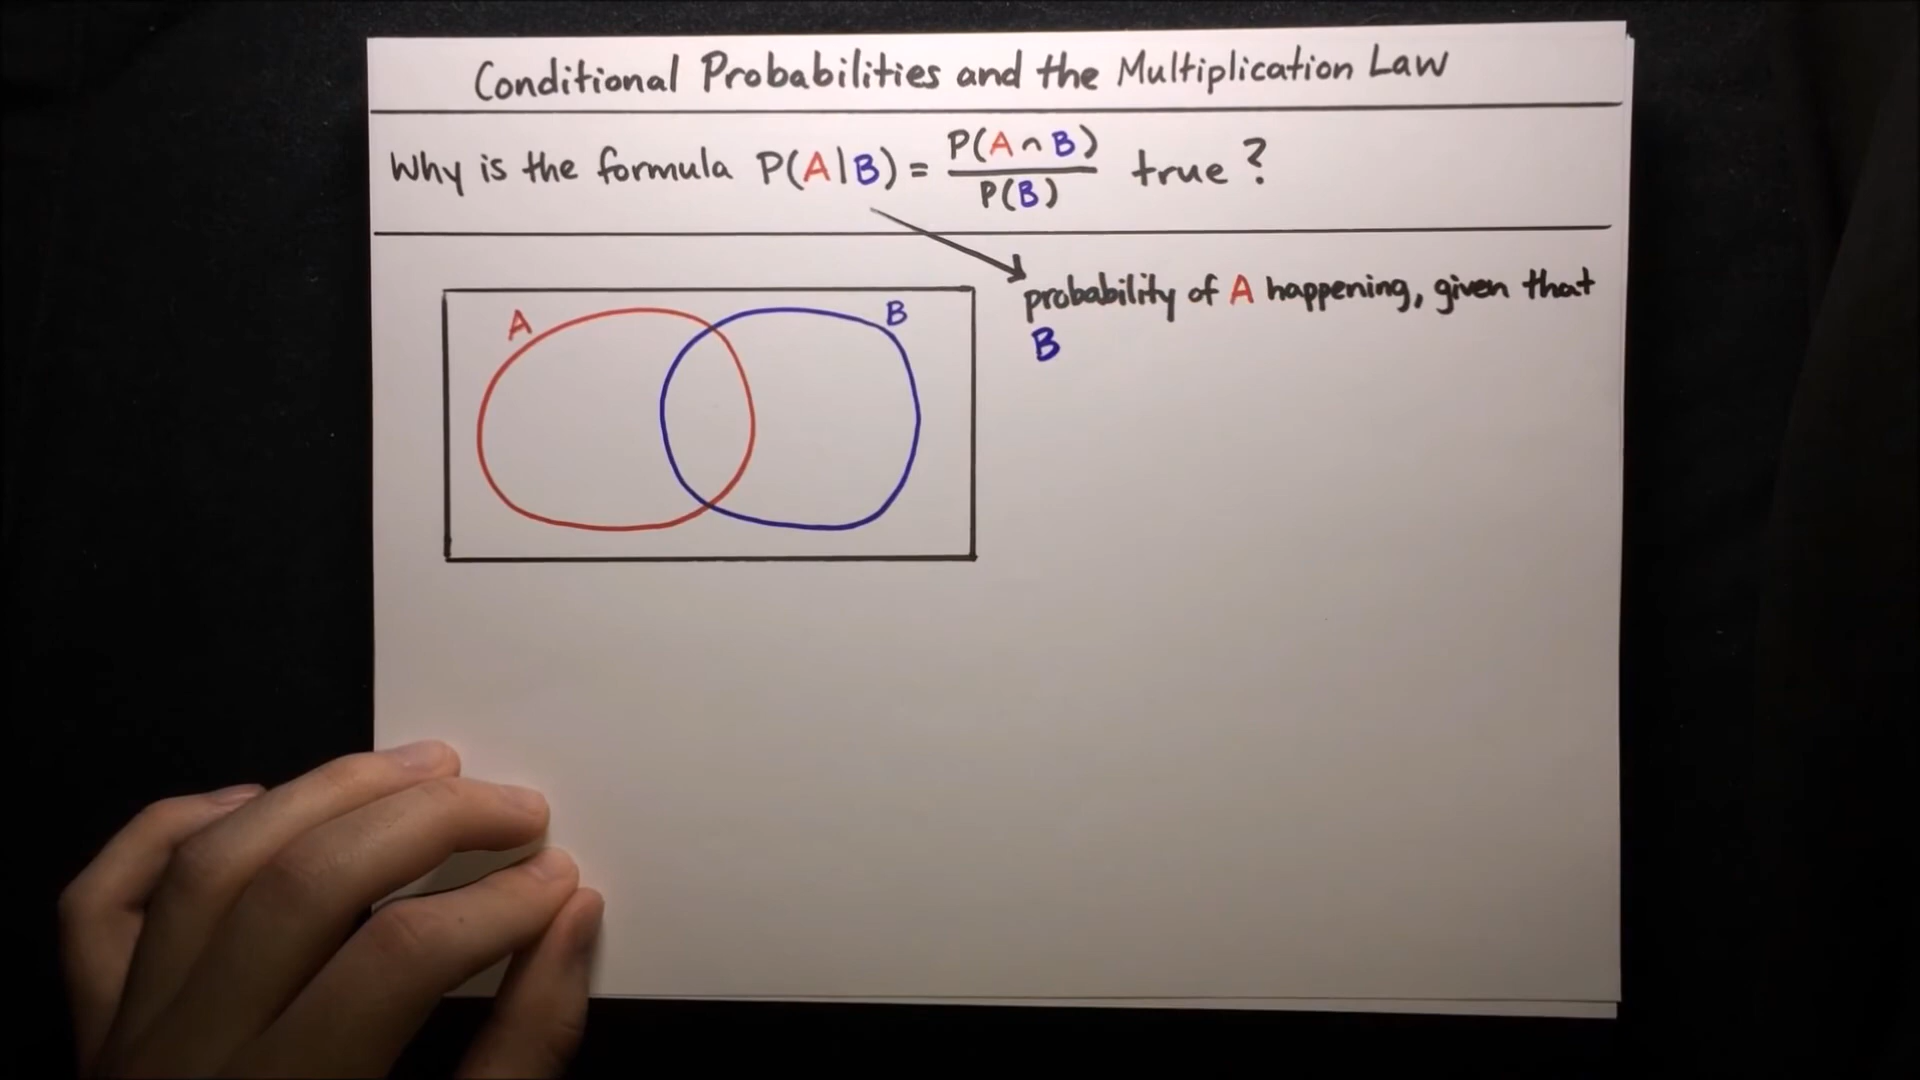 Conditional Probabilities and the Multiplication Law
Why is the formula P(A|B) = P(A∩B)/P(B) true?
A
B
probability of A happening, given that
B